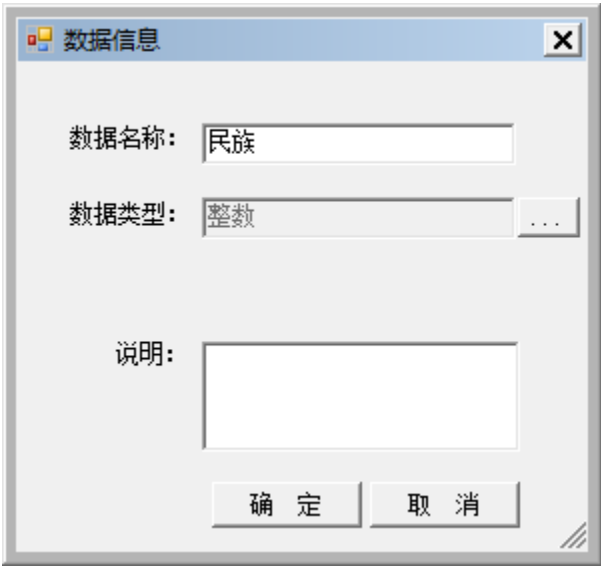 数据信息
数据名称: 民族
数据类型: 整数 ...
说明:
确 定 取 消